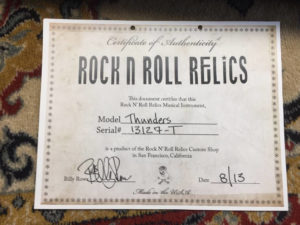 Certificate of Authenticity
ROCK N ROLL RELICS
This document certifies that this
Rock N' Roll Relics Musical Instrument,
Model Thunders
Serial# 13127-T
is a product of the Rock N' Roll Relics Custom Shop
in San Francisco, California
Billy Rowe
Date 8/13
Made in the U.S.A.